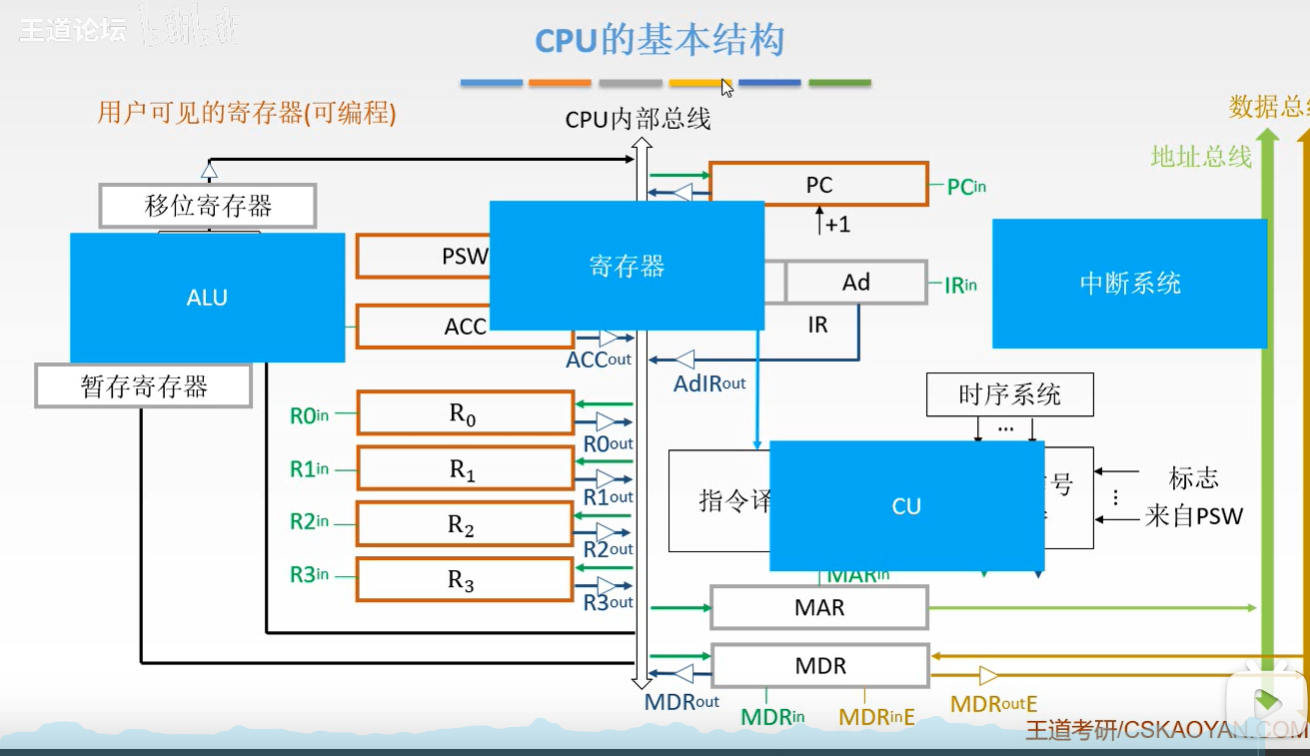 王道论坛
CPU的基本结构
用户可见的寄存器(可编程)
CPU内部总线
数据总
地址总线
移位寄存器
PC
PCin
+1
PSW
寄存器
Ad
IRin
中断系统
ALU
ACC
IR
ACCout
AdIRout
暂存寄存器
时序系统
...
R0in
R0
R0out
R1in
R1
R1out
指令译
CU
号
标志
⋮
来自PSW
R2in
R2
R2out
R3in
R3
R3out
MARin
MAR
MDR
MDRout
MDRin
MDRinE
MDRoutE
王道考研/CSKAOYAN.COM